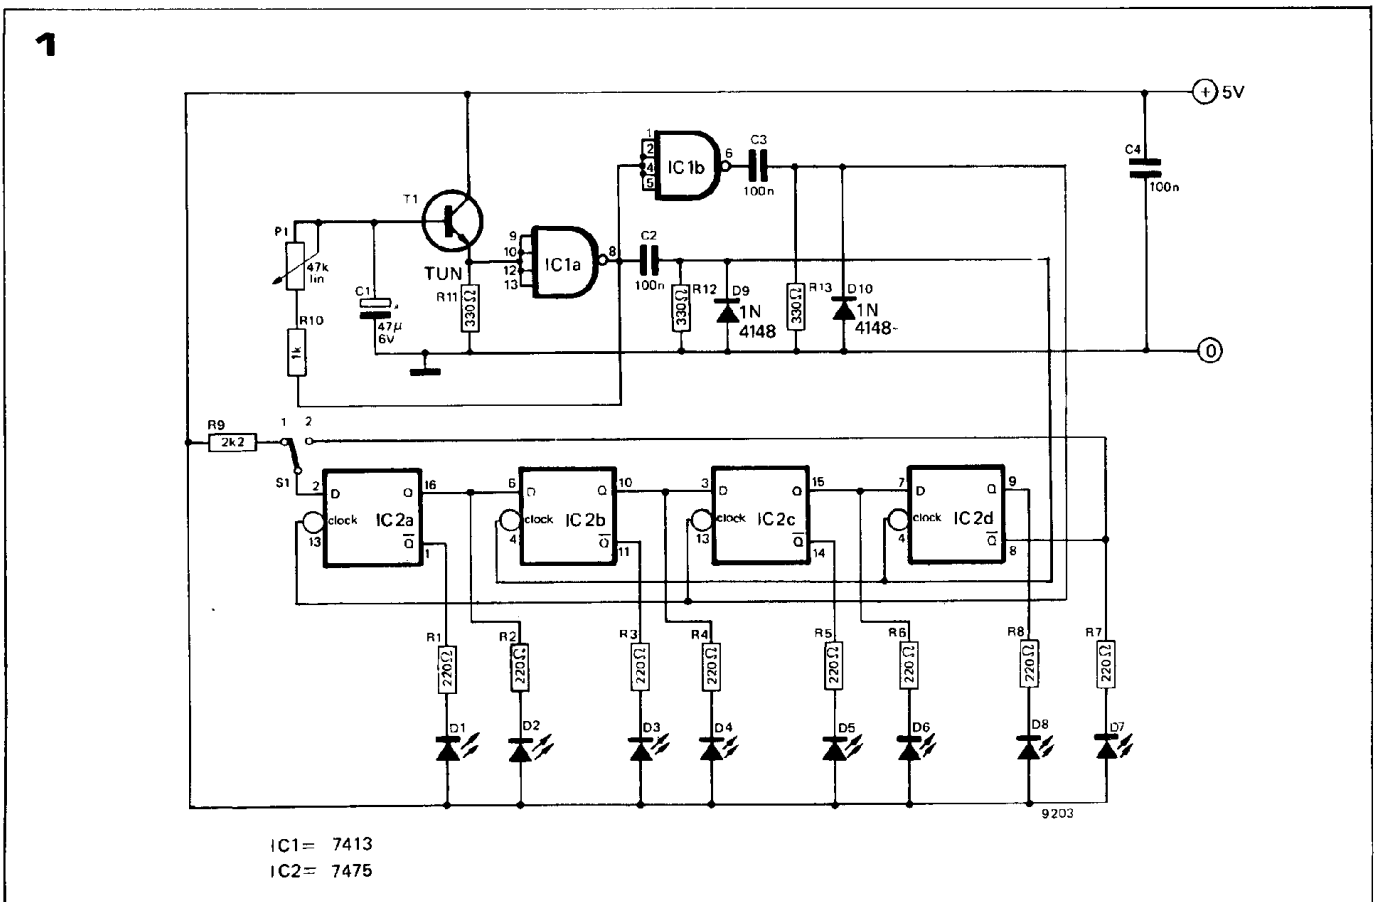 1
+ 5V
C4
100n
1
2
4
5
IC1b
6
C3
100n
T1
TUN
P1
47k
lin
C1
47µ
6V
R10
1k
R11
330Ω
9
10
12
13
IC1a
8
C2
100n
R12
330Ω
D9
1N
4148
R13
330Ω
D10
1N
4148
0
R9
2k2
1 2
S1
2 D Q 16
clock IC2a
13 Q 1
6 D Q 10
clock IC2b
4 Q 11
3 D Q 15
clock IC2c
13 Q 14
7 D Q 9
clock IC2d
4 Q 8
R1 R2 R3 R4 R5 R6 R8 R7
220Ω 220Ω 220Ω 220Ω 220Ω 220Ω 220Ω 220Ω
D1 D2 D3 D4 D5 D6 D8 D7
9203
IC1= 7413
IC2= 7475